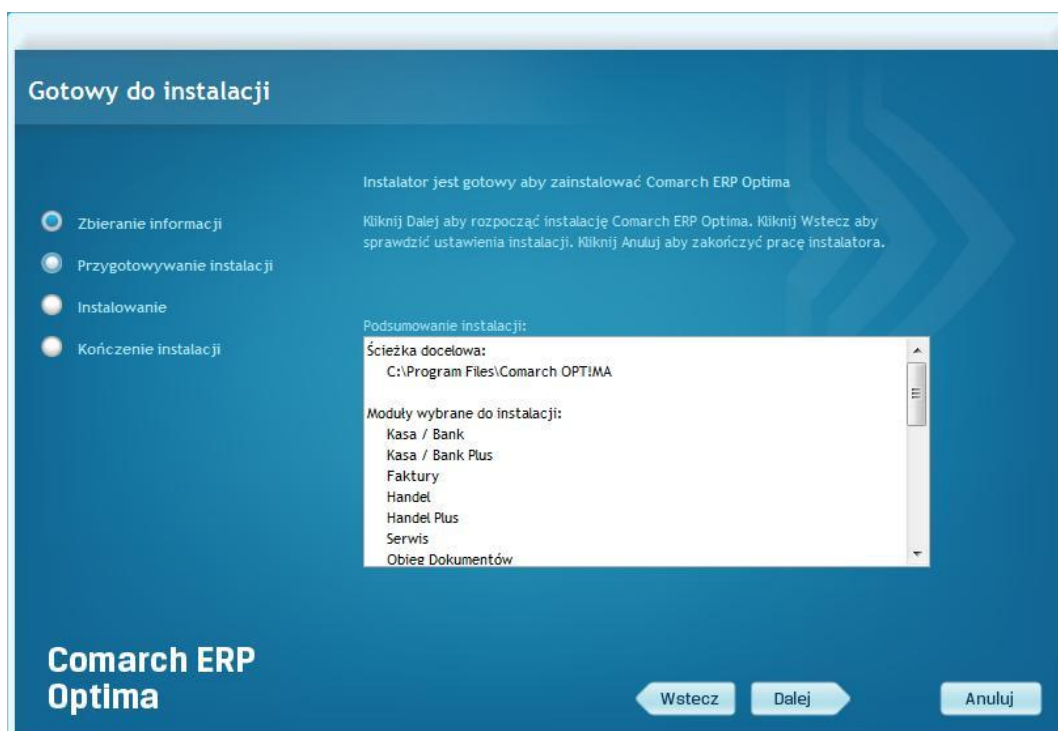 Gotowy do instalacji
Zbieranie informacji
Przygotowywanie instalacji
Instalowanie
Kończenie instalacji
Instalator jest gotowy aby zainstalować Comarch ERP Optima
Kliknij Dalej aby rozpocząć instalację Comarch ERP Optima. Kliknij Wstecz aby
sprawdzić ustawienia instalacji. Kliknij Anuluj aby zakończyć pracę instalatora.
Podsumowanie instalacji:
Ścieżka docelowa:
C:\Program Files\Comarch OPT!MA
Moduły wybrane do instalacji:
Kasa / Bank
Kasa / Bank Plus
Faktury
Handel
Handel Plus
Serwis
Obieg Dokumentów
Comarch ERP
Optima
Wstecz
Dalej
Anuluj